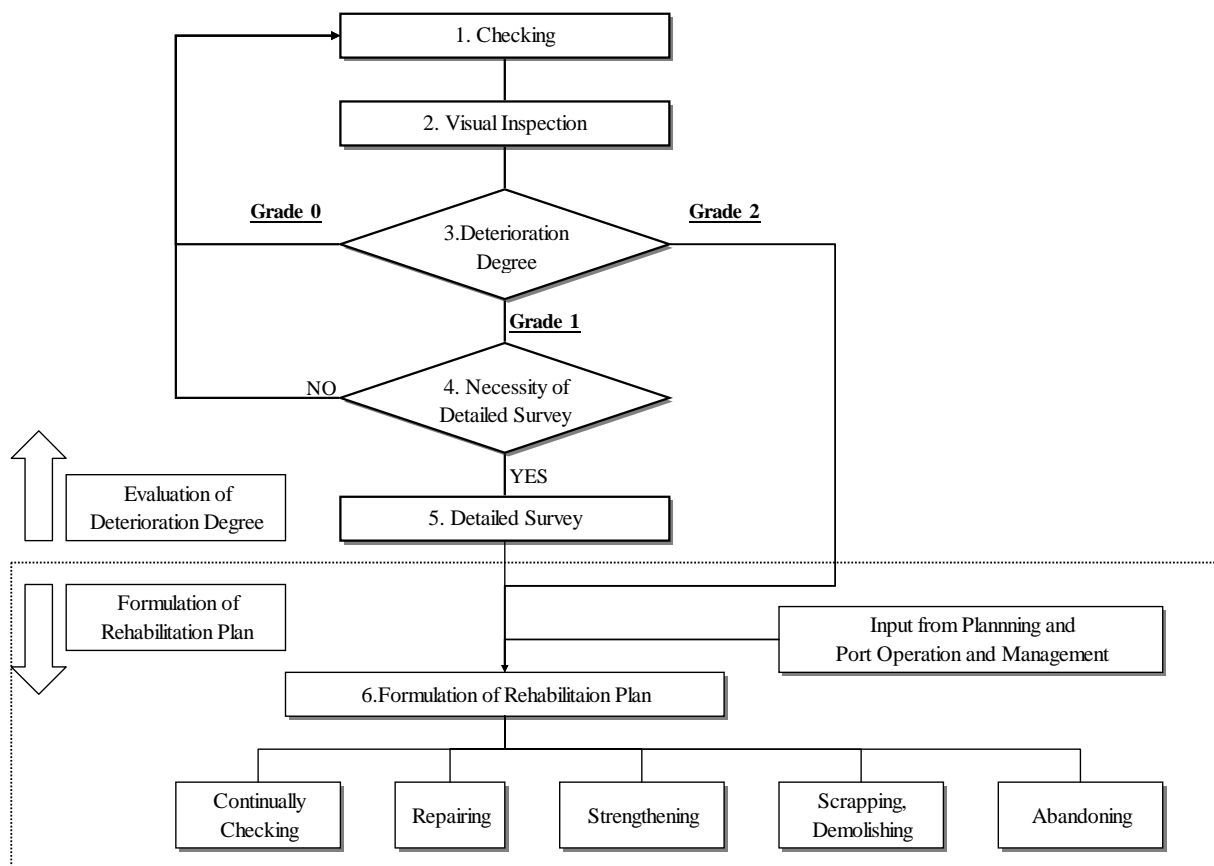 1. Checking
2. Visual Inspection
Grade 0
Grade 2
3.Deterioration
Degree
Grade 1
NO
4. Necessity of
Detailed Survey
YES
Evaluation of
Deterioration Degree
5. Detailed Survey
Formulation of
Rehabilitation Plan
Input from Plannning and
Port Operation and Management
6.Formulation of Rehabilitaion Plan
Continually
Checking
Repairing
Strengthening
Scrapping,
Demolishing
Abandoning